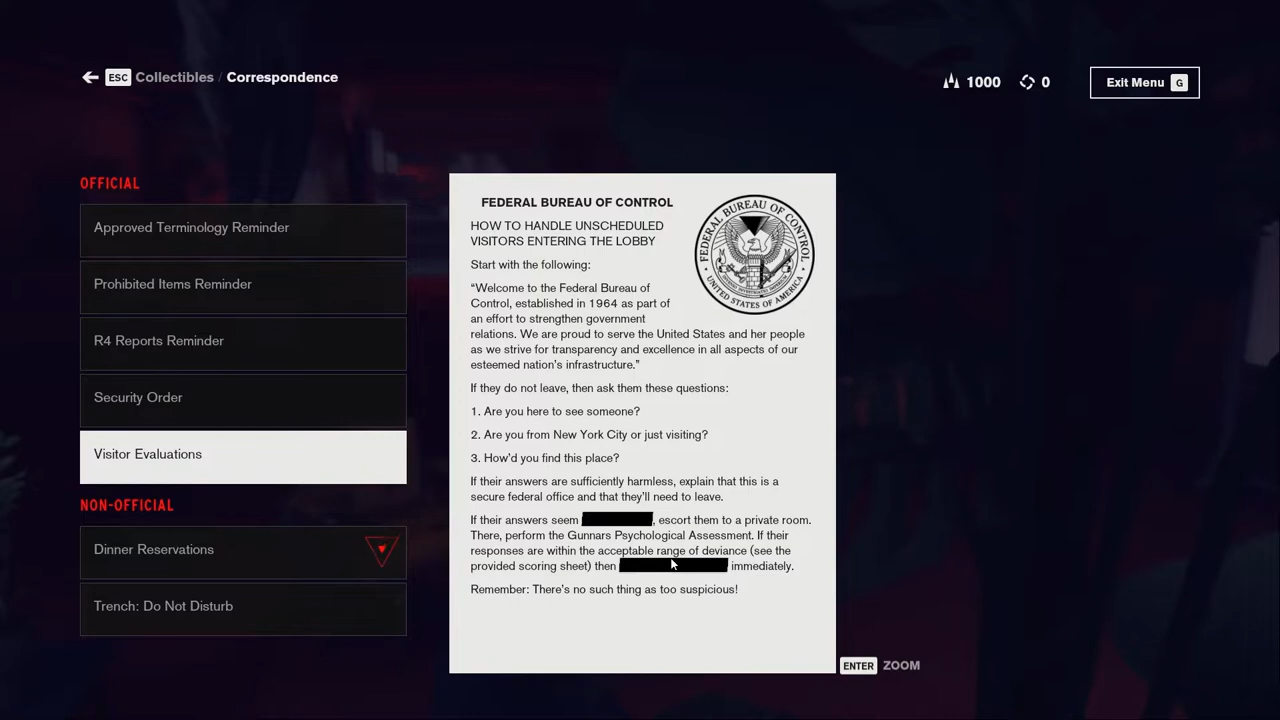 ESC Collectibles / Correspondence
1000
0
Exit Menu G
OFFICIAL
Approved Terminology Reminder
Prohibited Items Reminder
R4 Reports Reminder
Security Order
Visitor Evaluations
NON-OFFICIAL
Dinner Reservations
Trench: Do Not Disturb
FEDERAL BUREAU OF CONTROL
HOW TO HANDLE UNSCHEDULED
VISITORS ENTERING THE LOBBY
Start with the following:
“Welcome to the Federal Bureau of
Control, established in 1964 as part of
an effort to strengthen government
relations. We are proud to serve the United States and her people
as we strive for transparency and excellence in all aspects of our
esteemed nation’s infrastructure.”
If they do not leave, then ask them these questions:
1. Are you here to see someone?
2. Are you from New York City or just visiting?
3. How’d you find this place?
If their answers are sufficiently harmless, explain that this is a
secure federal office and that they’ll need to leave.
If their answers seem , escort them to a private room.
There, perform the Gunnars Psychological Assessment. If their
responses are within the acceptable range of deviance (see the
provided scoring sheet) then immediately.
Remember: There’s no such thing as too suspicious!
FEDERAL BUREAU OF CONTROL
UNITED STATES OF AMERICA
ENTER ZOOM